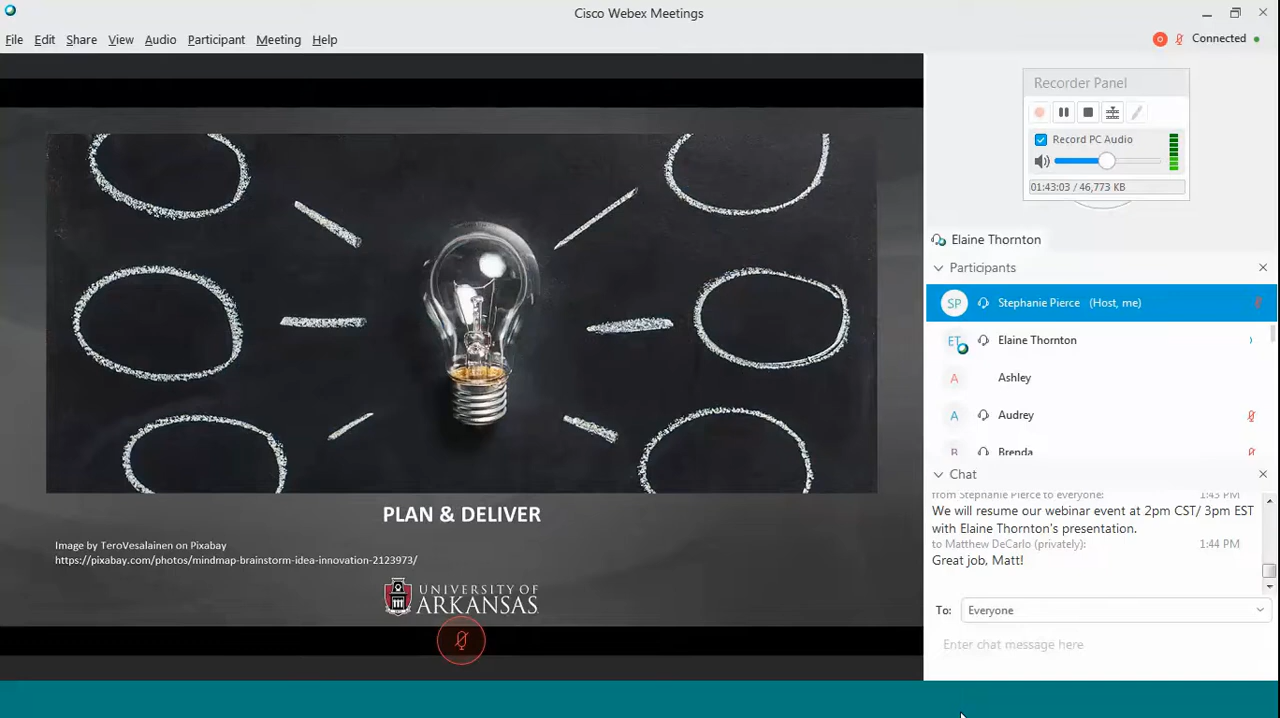 Cisco Webex Meetings
File Edit Share View Audio Participant Meeting Help
Connected
Recorder Panel
Record PC Audio
01:43:03 / 46,773 KB
Elaine Thornton
Participants
SP Stephanie Pierce (Host, me)
ET Elaine Thornton
A Ashley
A Audrey
B Brenda
Chat
from Stephanie Pierce to everyone: 1:43 PM
We will resume our webinar event at 2pm CST/ 3pm EST
with Elaine Thornton's presentation.
to Matthew DeCarlo (privately): 1:44 PM
Great job, Matt!
To: Everyone
Enter chat message here
PLAN & DELIVER
Image by TeroVesalainen on Pixabay
https://pixabay.com/photos/mindmap-brainstorm-idea-innovation-2123973/
UNIVERSITY OF
ARKANSAS